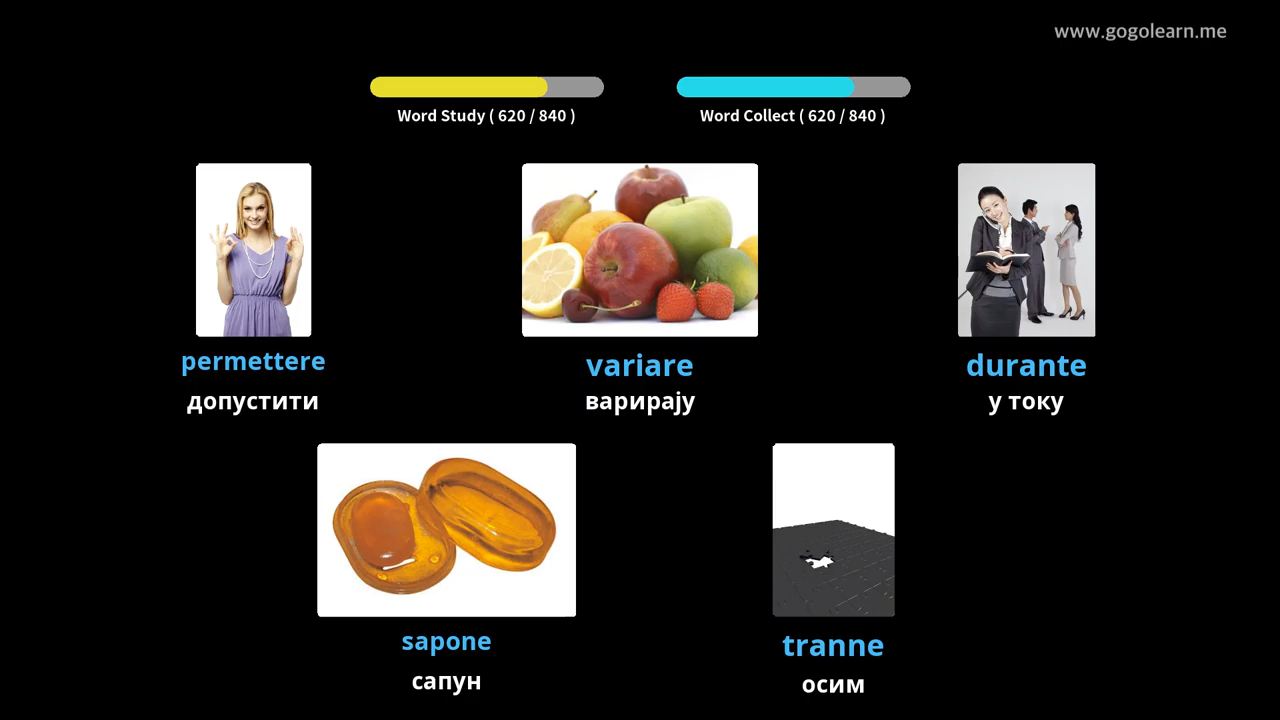 www.gogolearn.me
Word Study ( 620 / 840 )
Word Collect ( 620 / 840 )
permettere
допустити
variare
варирају
durante
у току
sapone
сапун
tranne
осим